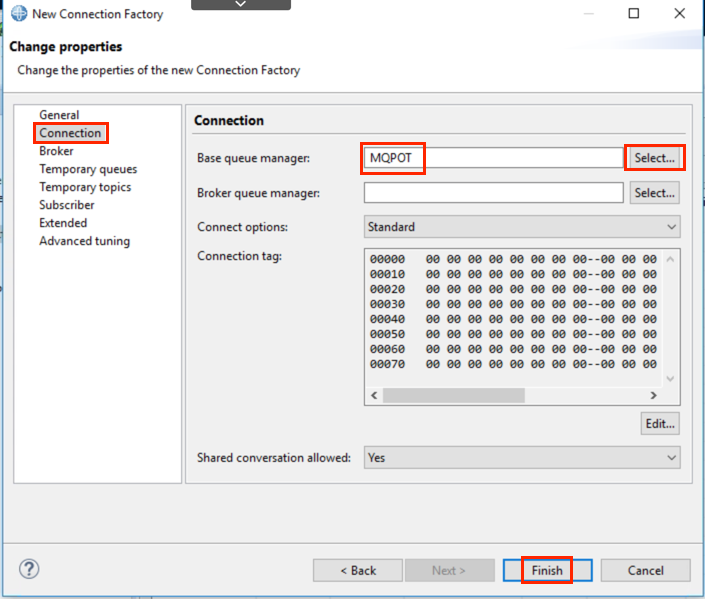 New Connection Factory
Change properties
Change the properties of the new Connection Factory
General
Connection
Broker
Temporary queues
Temporary topics
Subscriber
Extended
Advanced tuning
Connection
Base queue manager: MQPOT Select...
Broker queue manager: Select...
Connect options: Standard
Connection tag:
00000 00 00 00 00 00 00 00 00--00 00 00
00010 00 00 00 00 00 00 00 00--00 00 00
00020 00 00 00 00 00 00 00 00--00 00 00
00030 00 00 00 00 00 00 00 00--00 00 00
00040 00 00 00 00 00 00 00 00--00 00 00
00050 00 00 00 00 00 00 00 00--00 00 00
00060 00 00 00 00 00 00 00 00--00 00 00
00070 00 00 00 00 00 00 00 00--00 00 00
Edit...
Shared conversation allowed: Yes
? < Back Next > Finish Cancel